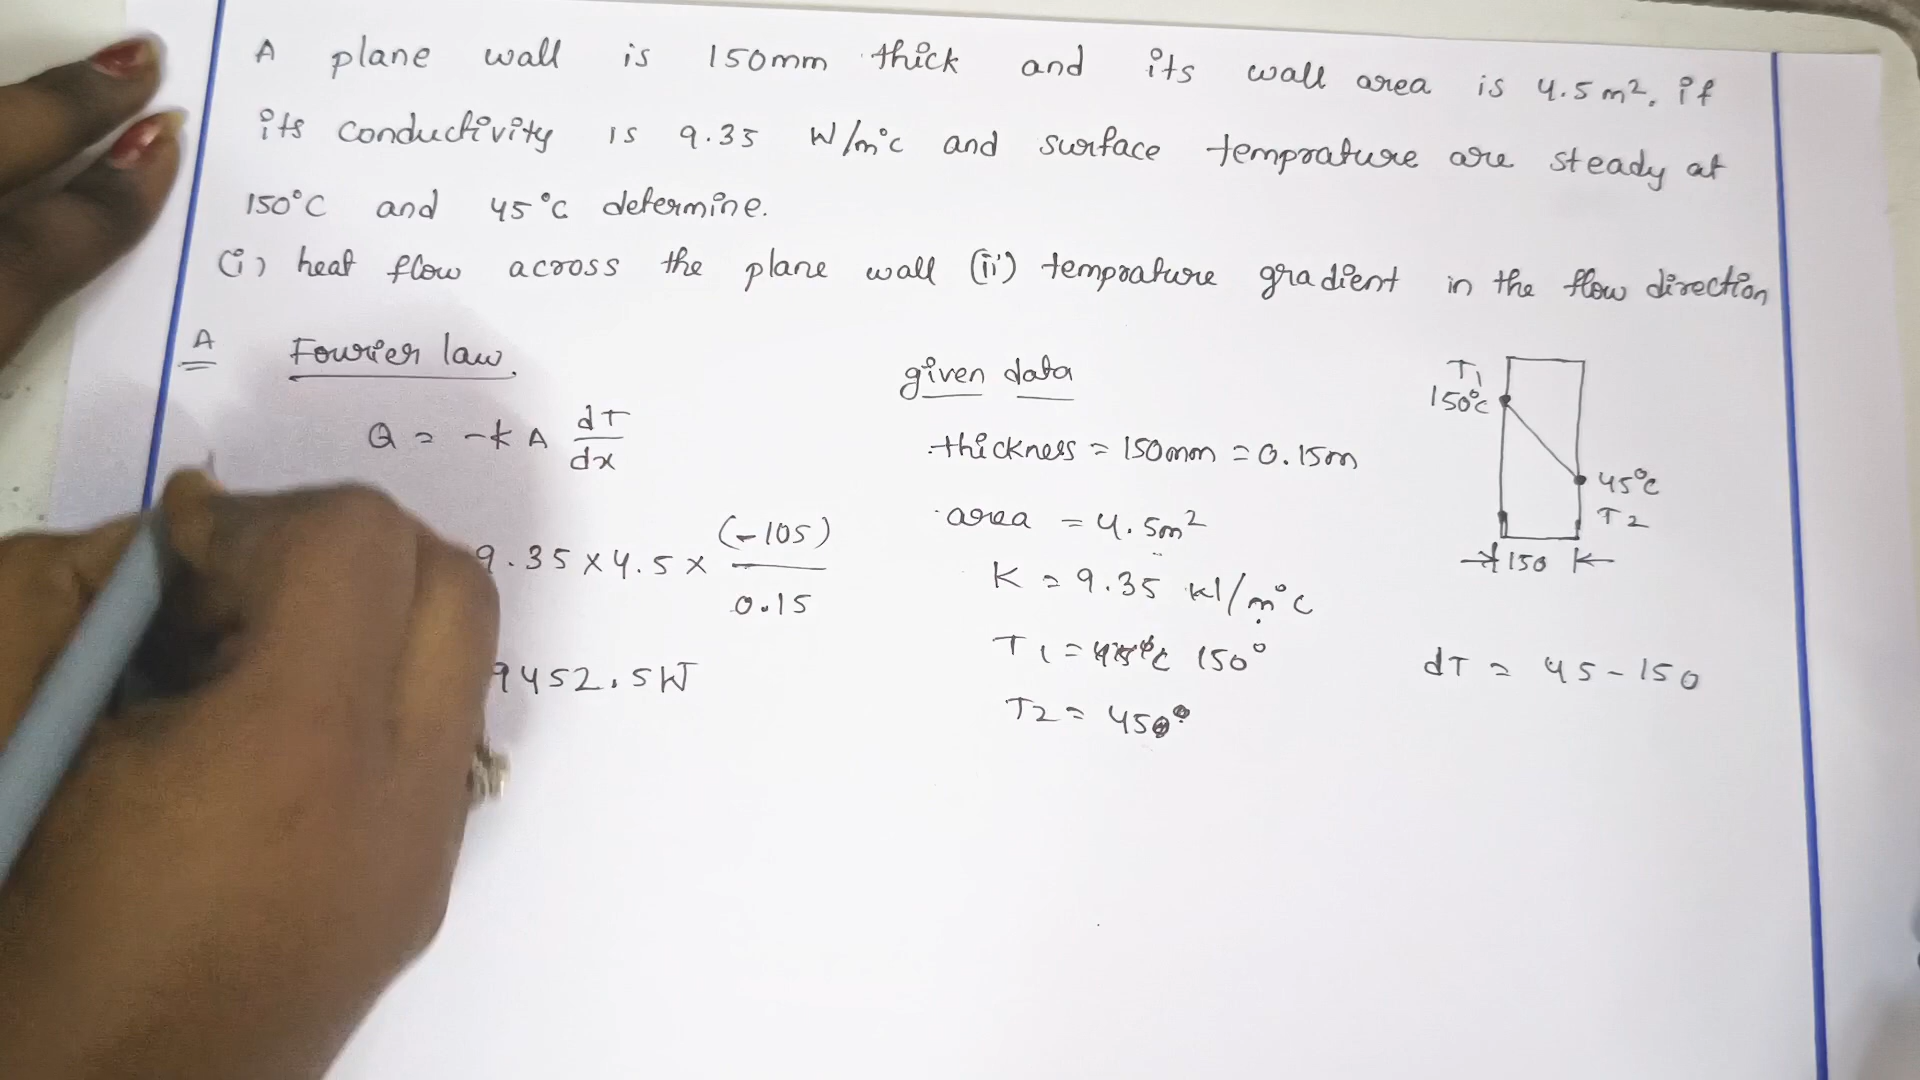 A plane wall is 150mm thick and its wall area is 4.5m². if
its conductivity is 9.35 W/m°c and surface temprature are steady at
150°C and 45°c determine.
(i) heat flow across the plane wall (ii) temprature gradient in the flow direction
A Fourier law.
Q = -k A dT/dx
9.35 x 4.5 x (-105)/0.15
9452.5W
given data
thickness = 150mm = 0.15m
area = 4.5m²
K = 9.35 W/m°c
T1 = 150°
T2 = 45°
T1
150°c
45°c
T2
150
dT = 45-150